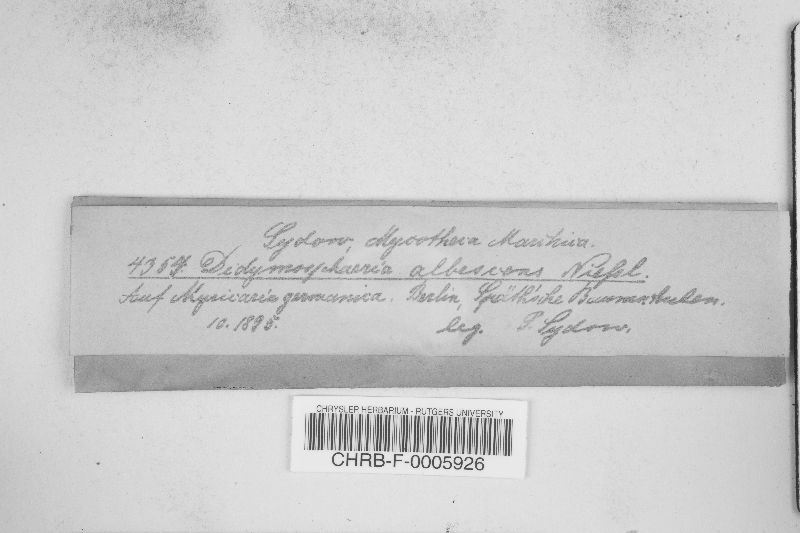 Sydow, Mycotheca Marchica.
4354. Didymosphaeria albescens Niessl.
Auf Myricaria germanica. Berlin, Späth'sche Baumschulen.
10. 1895. leg. P. Sydow.
CHRYSLER HERBARIUM - RUTGERS UNIVERSITY
CHRB-F-0005926